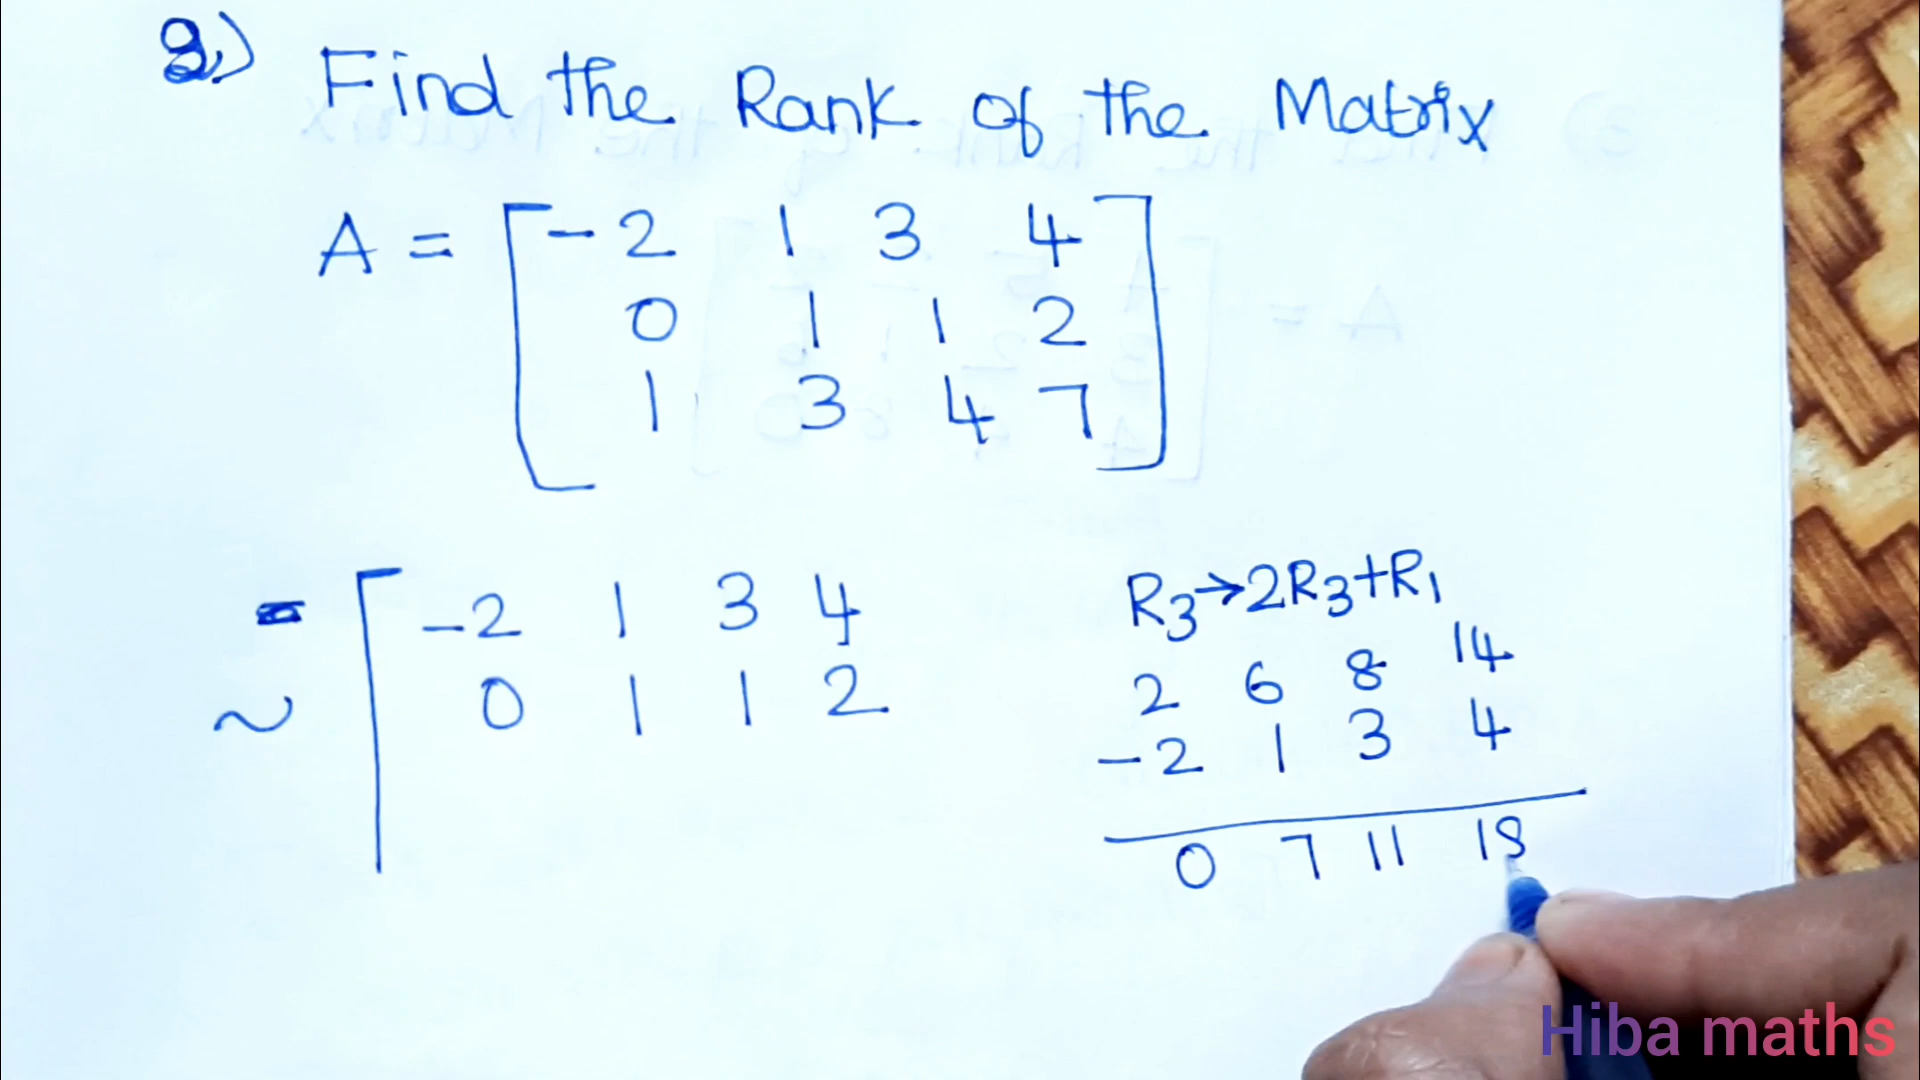 2) Find the Rank of the Matrix
A = [ -2 1 3 4
0 1 1 2
1 3 4 7 ]
= [ -2 1 3 4
~ 0 1 1 2
R3→2R3+R1
2 6 8 14
-2 1 3 4
0 7 11 18
Hiba maths